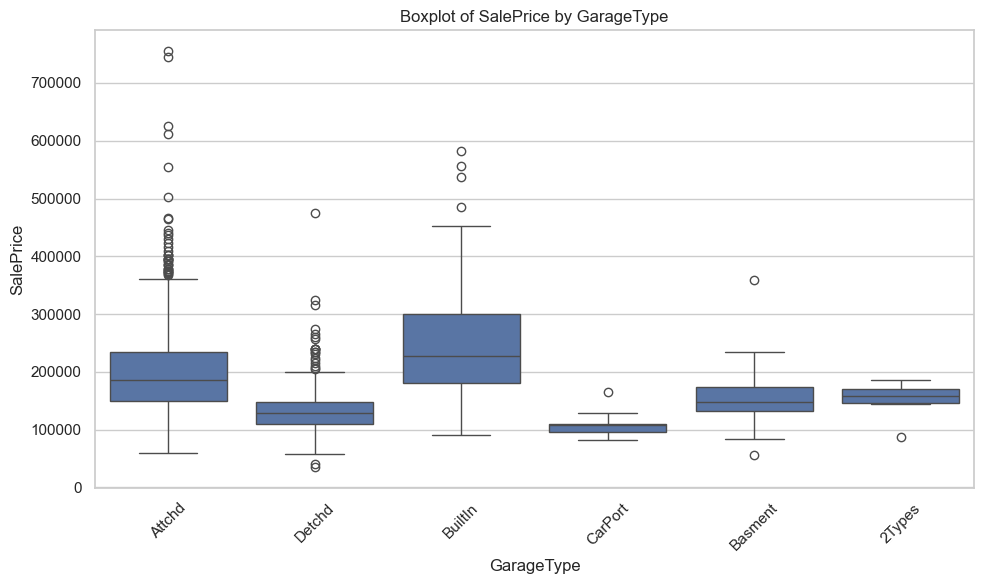 Boxplot of SalePrice by GarageType
SalePrice
700000
600000
500000
400000
300000
200000
100000
0
Attchd
Detchd
BuiltIn
CarPort
Basment
2Types
GarageType